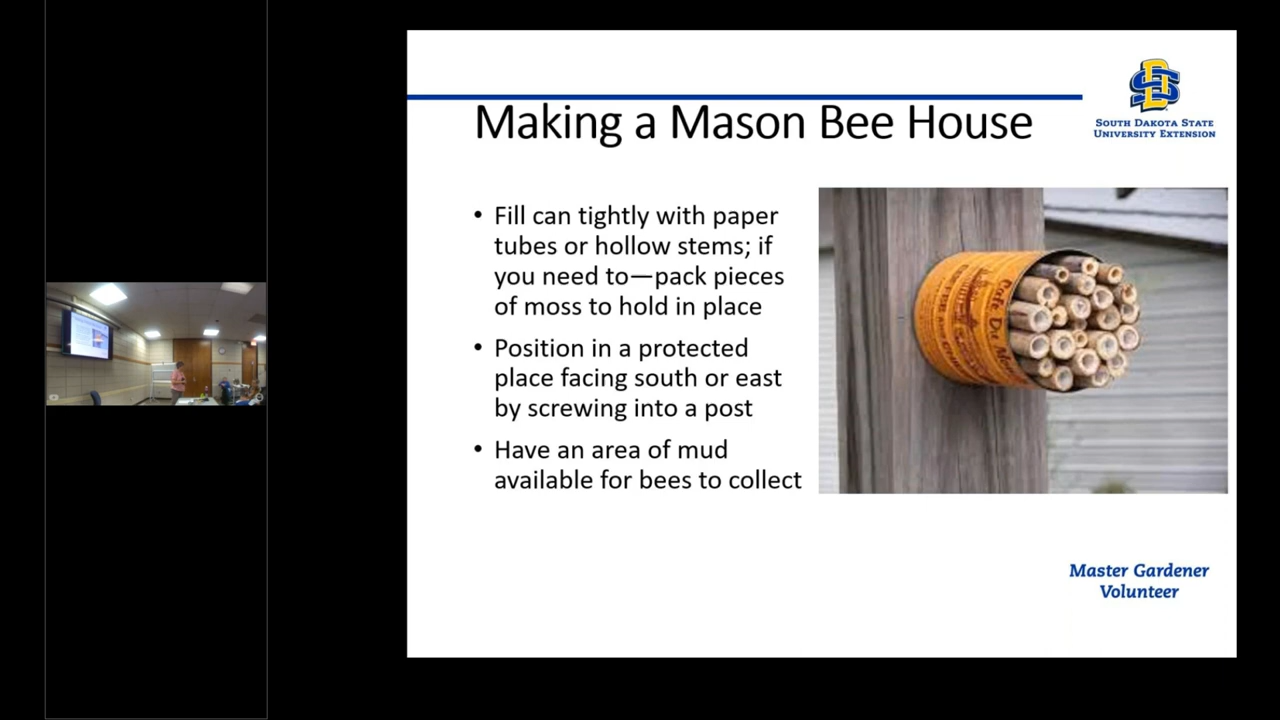 SOUTH DAKOTA STATE
UNIVERSITY EXTENSION
Making a Mason Bee House
• Fill can tightly with paper
tubes or hollow stems; if
you need to—pack pieces
of moss to hold in place
• Position in a protected
place facing south or east
by screwing into a post
• Have an area of mud
available for bees to collect
Cafe Du
Master Gardener
Volunteer